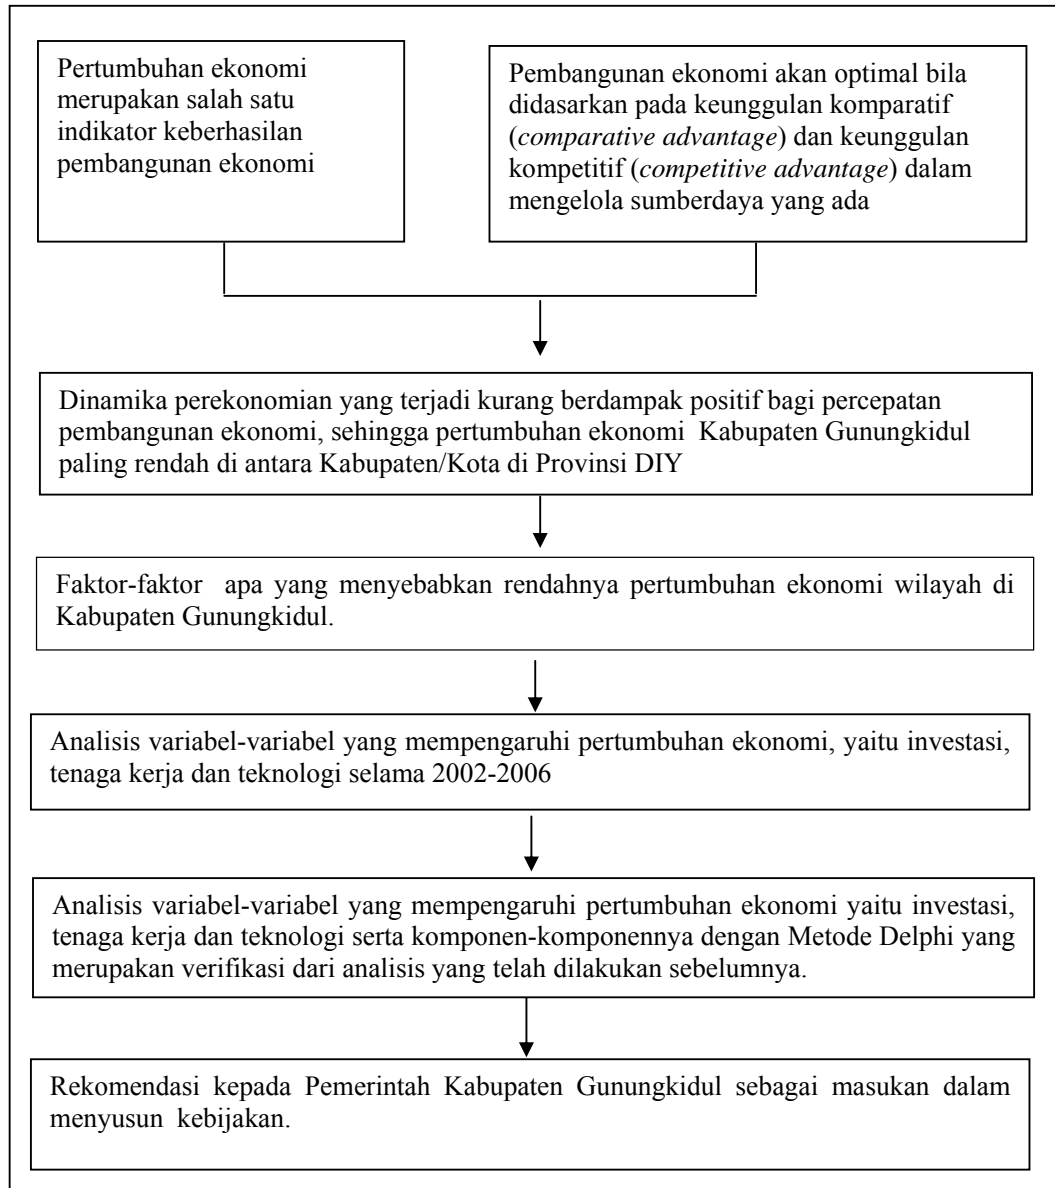 Pertumbuhan ekonomi
merupakan salah satu
indikator keberhasilan
pembangunan ekonomi
Pembangunan ekonomi akan optimal bila
didasarkan pada keunggulan komparatif
(comparative advantage) dan keunggulan
kompetitif (competitive advantage) dalam
mengelola sumberdaya yang ada
Dinamika perekonomian yang terjadi kurang berdampak positif bagi percepatan
pembangunan ekonomi, sehingga pertumbuhan ekonomi Kabupaten Gunungkidul
paling rendah di antara Kabupaten/Kota di Provinsi DIY
Faktor-faktor apa yang menyebabkan rendahnya pertumbuhan ekonomi wilayah di
Kabupaten Gunungkidul.
Analisis variabel-variabel yang mempengaruhi pertumbuhan ekonomi, yaitu investasi,
tenaga kerja dan teknologi selama 2002-2006
Analisis variabel-variabel yang mempengaruhi pertumbuhan ekonomi yaitu investasi,
tenaga kerja dan teknologi serta komponen-komponennya dengan Metode Delphi yang
merupakan verifikasi dari analisis yang telah dilakukan sebelumnya.
Rekomendasi kepada Pemerintah Kabupaten Gunungkidul sebagai masukan dalam
menyusun kebijakan.